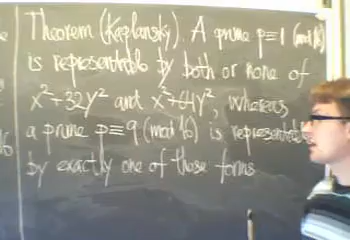 Theorem (Kaplansky). A prime p≡1 (mod 16)
is representable by both or none of
x²+32y² and x²+64y², whereas
a prime p≡9 (mod 16) is representable
by exactly one of those forms